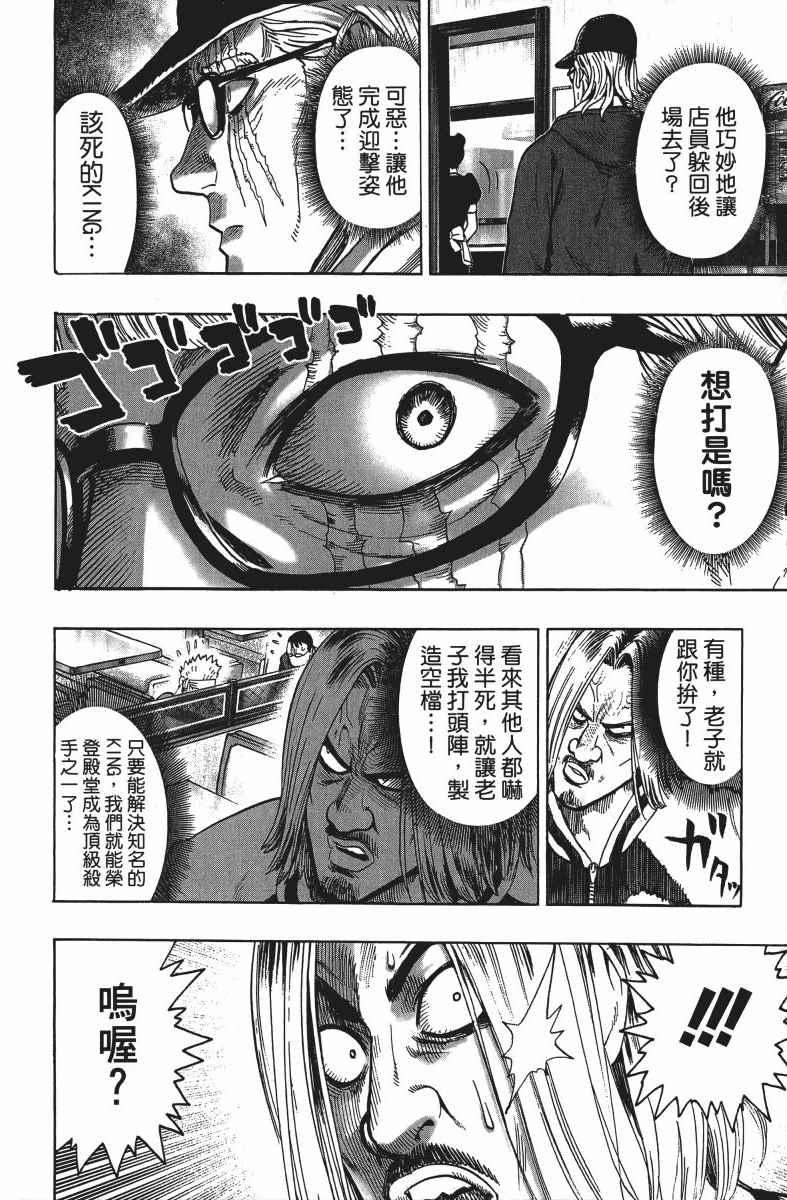 他巧妙地讓
店員躲回後
場去了？
可惡…讓他
完成迎擊姿
態了…
該死的KING…
想打是嗎？
ゴゴゴゴゴ
有種，老子就
跟你拚了！
ガタッ
看來其他人都嚇
得半死，就讓老
子我打頭陣，製
造空檔…！
只要能解決知名的
KING，我們就能榮
登殿堂成為頂級殺
手之一了…
!!!
嗚喔？